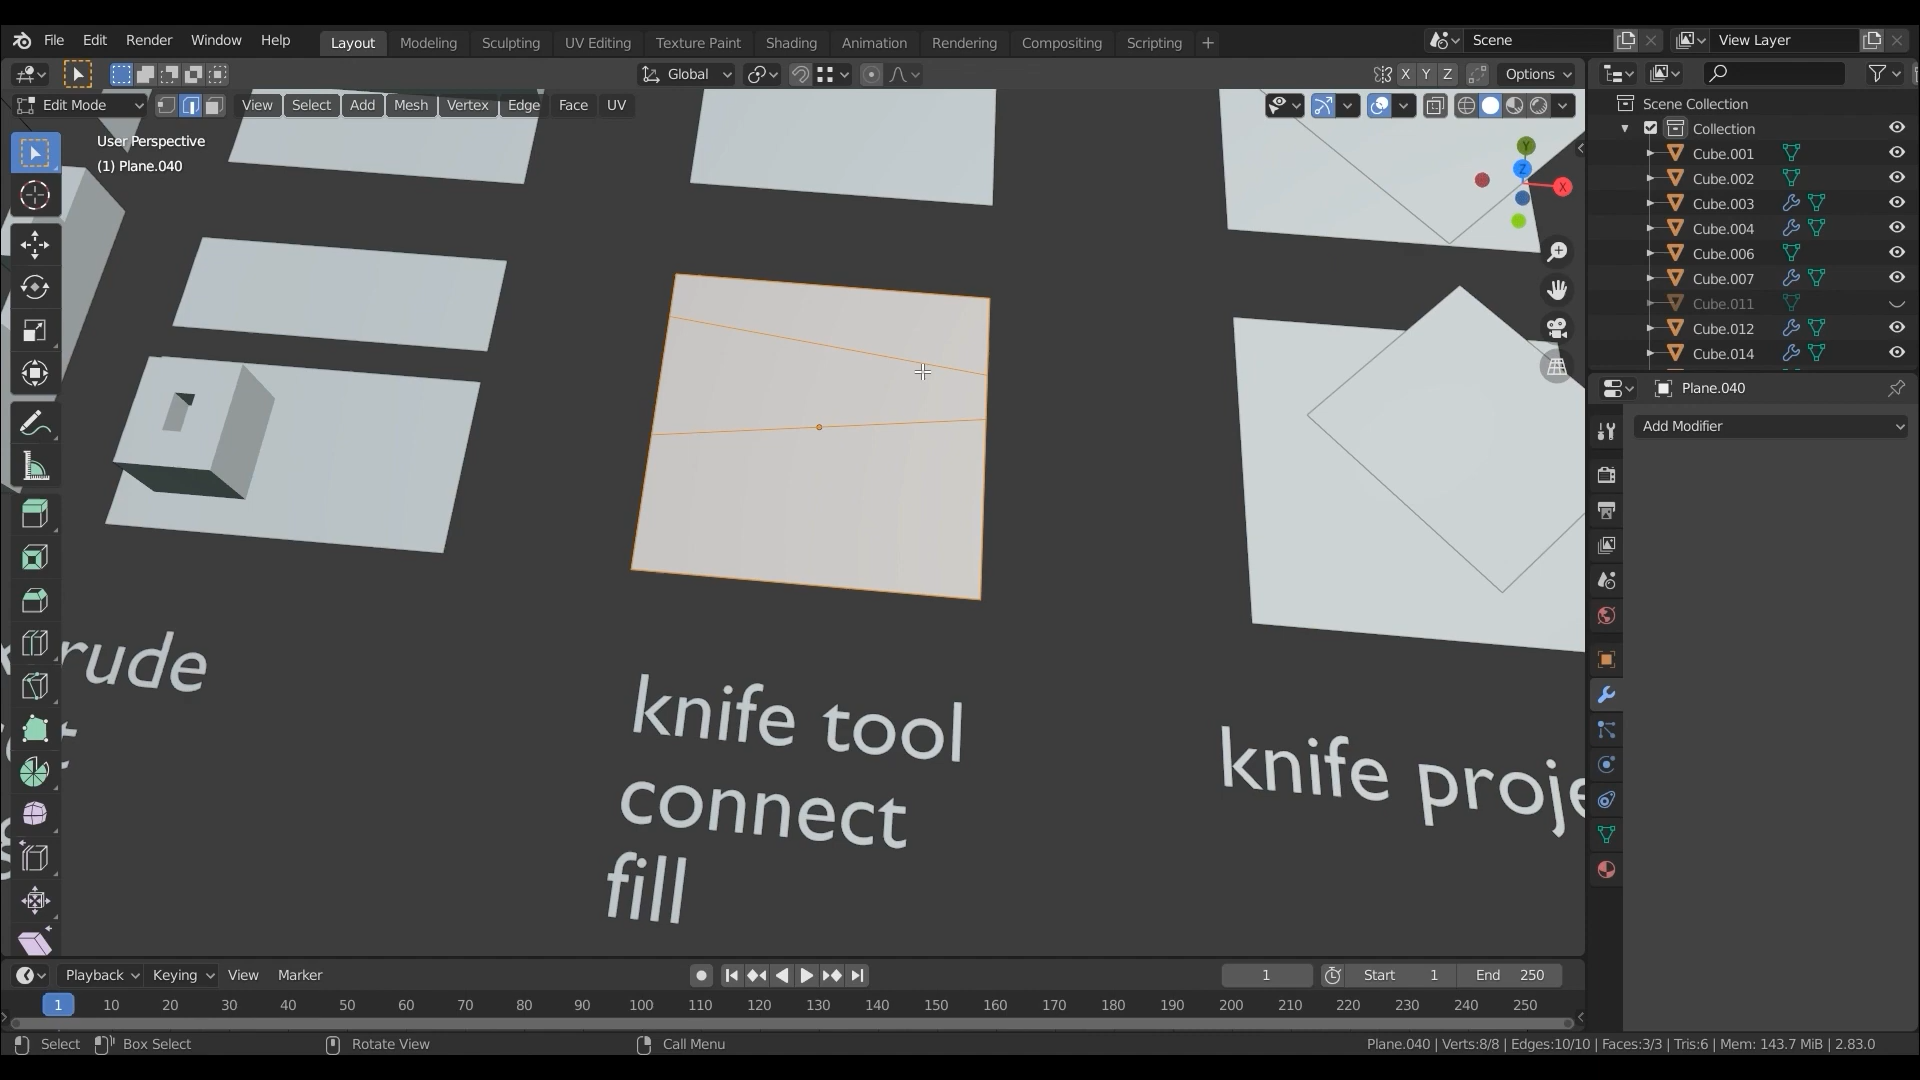 File Edit Render Window Help Layout Modeling Sculpting UV Editing Texture Paint Shading Animation Rendering Compositing Scripting + Scene View Layer
Global X Y Z Options
Edit Mode View Select Add Mesh Vertex Edge Face UV
User Perspective
(1) Plane.040
Y
Z
X
Scene Collection
Collection
Cube.001
Cube.002
Cube.003
Cube.004
Cube.006
Cube.007
Cube.011
Cube.012
Cube.014
Plane.040
Add Modifier
rude
knife tool
connect
fill
knife proje
Playback Keying View Marker 1 Start 1 End 250
1 10 20 30 40 50 60 70 80 90 100 110 120 130 140 150 160 170 180 190 200 210 220 230 240 250
Select Box Select Rotate View Call Menu Plane.040 | Verts:8/8 | Edges:10/10 | Faces:3/3 | Tris:6 | Mem: 143.7 MiB | 2.83.0